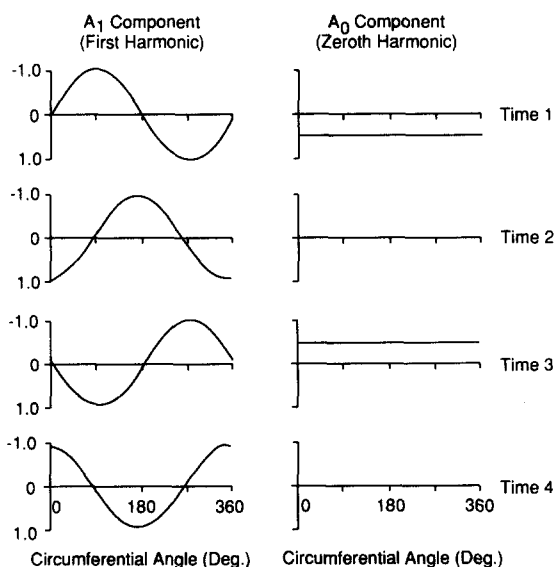 A1 Component
(First Harmonic)
A0 Component
(Zeroth Harmonic)
-1.0
0
1.0
Time 1
-1.0
0
1.0
Time 2
-1.0
0
1.0
Time 3
-1.0
0
1.0
0 180 360
0 180 360
Time 4
Circumferential Angle (Deg.)
Circumferential Angle (Deg.)